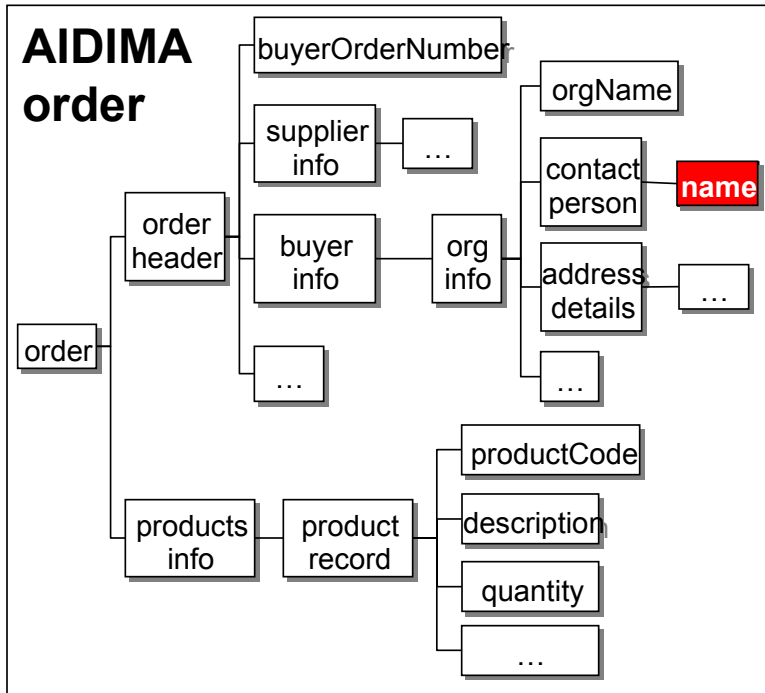 AIDIMA
order
buyerOrderNumber
orgName
supplier
info
…
contact
person
name
order
header
buyer
info
org
info
address
details
…
order
…
…
productCode
products
info
product
record
description
quantity
…